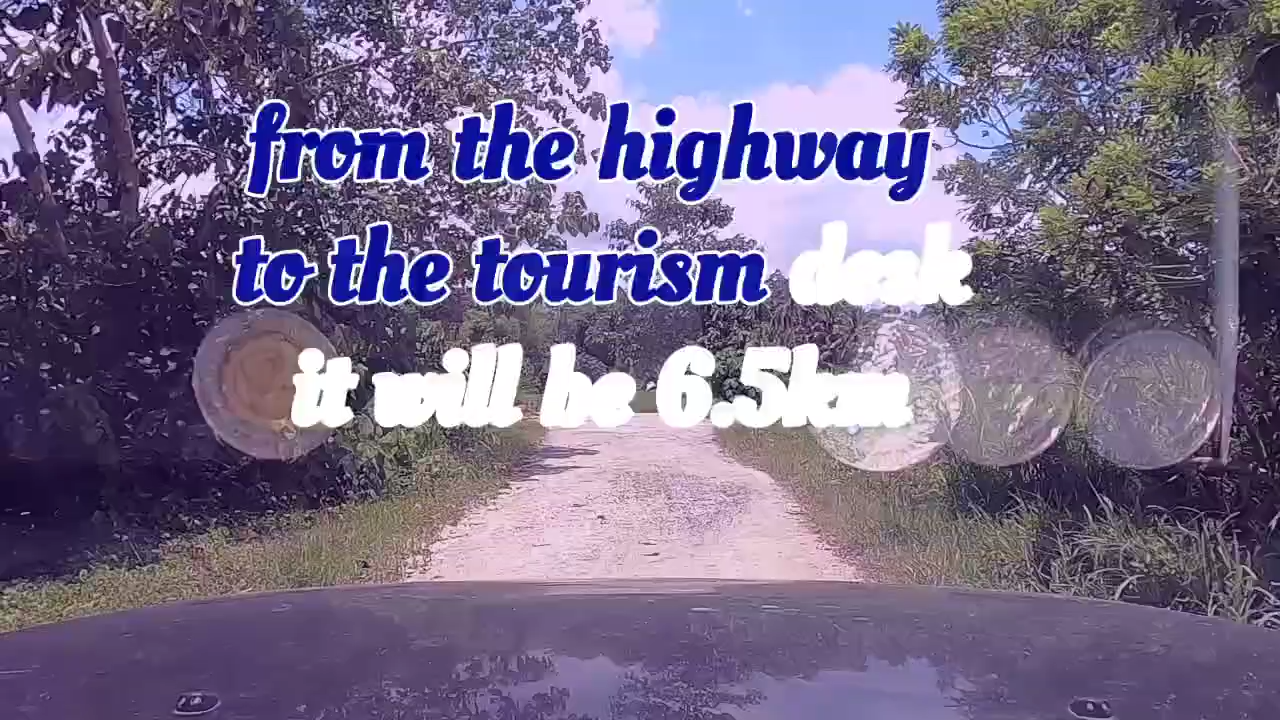 from the highway
to the tourism desk
it will be 6.5km